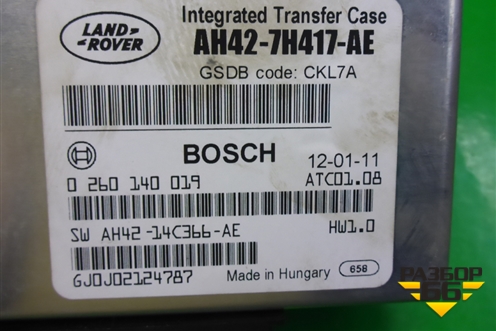 LAND-
ROVER
Integrated Transfer Case
AH42-7H417-AE
GSDB code: CKL7A
BOSCH
12-01-11
0 260 140 019
ATC01.08
SW AH42-14C366-AE
HW1.0
GJ0J02124787
Made in Hungary
658
РАЗБОР
66